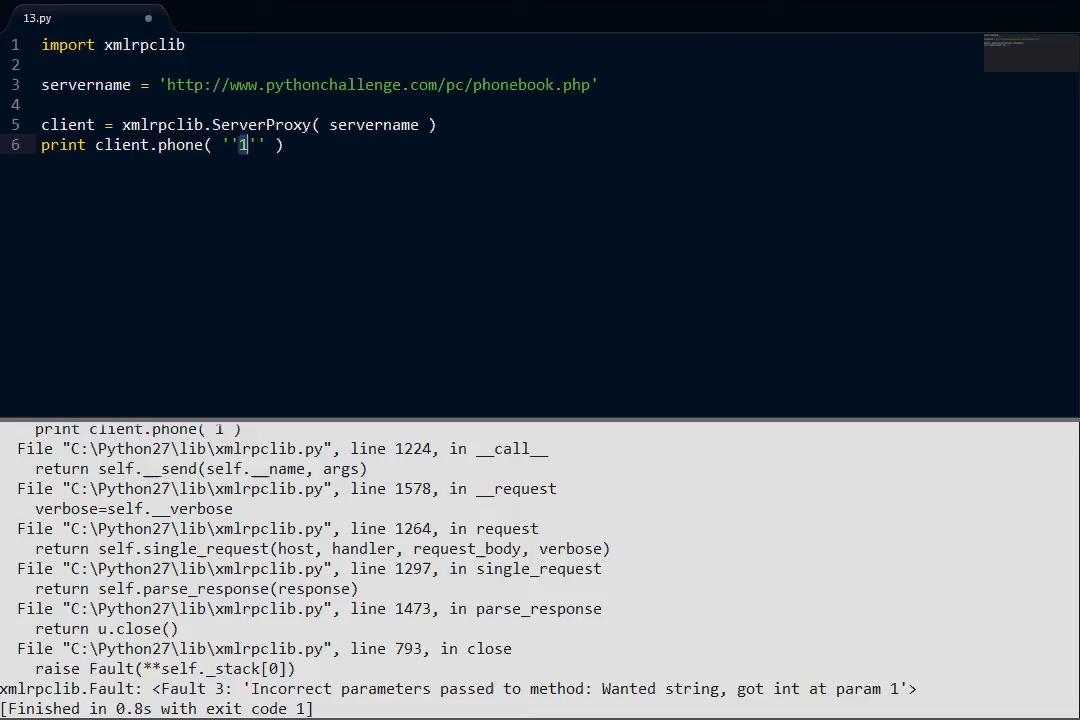 13.py
1 import xmlrpclib
2
3 servername = 'http://www.pythonchallenge.com/pc/phonebook.php'
4
5 client = xmlrpclib.ServerProxy( servername )
6 print client.phone( ''1'' )
print client.phone( 1 )
File "C:\Python27\lib\xmlrpclib.py", line 1224, in __call__
return self.__send(self.__name, args)
File "C:\Python27\lib\xmlrpclib.py", line 1578, in __request
verbose=self.__verbose
File "C:\Python27\lib\xmlrpclib.py", line 1264, in request
return self.single_request(host, handler, request_body, verbose)
File "C:\Python27\lib\xmlrpclib.py", line 1297, in single_request
return self.parse_response(response)
File "C:\Python27\lib\xmlrpclib.py", line 1473, in parse_response
return u.close()
File "C:\Python27\lib\xmlrpclib.py", line 793, in close
raise Fault(**self._stack[0])
xmlrpclib.Fault: <Fault 3: 'Incorrect parameters passed to method: Wanted string, got int at param 1'>
[Finished in 0.8s with exit code 1]